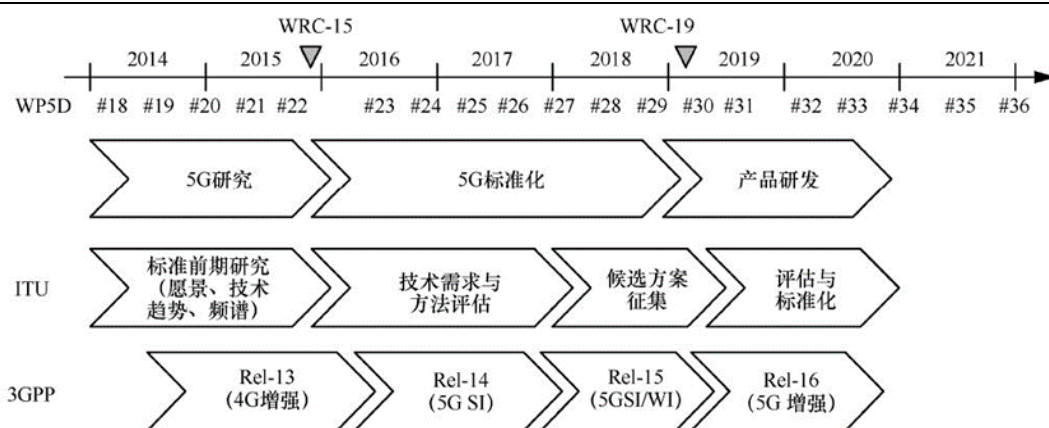 WRC-15 WRC-19
2014 2015 2016 2017 2018 2019 2020 2021
WP5D #18 #19 #20 #21 #22 #23 #24 #25 #26 #27 #28 #29 #30 #31 #32 #33 #34 #35 #36
5G研究 5G标准化 产品研发
ITU
标准前期研究
(愿景、技术
趋势、频谱)
技术需求与
方法评估
候选方案
征集
评估与
标准化
3GPP
Rel-13
(4G增强)
Rel-14
(5G SI)
Rel-15
(5GSI/WI)
Rel-16
(5G 增强)